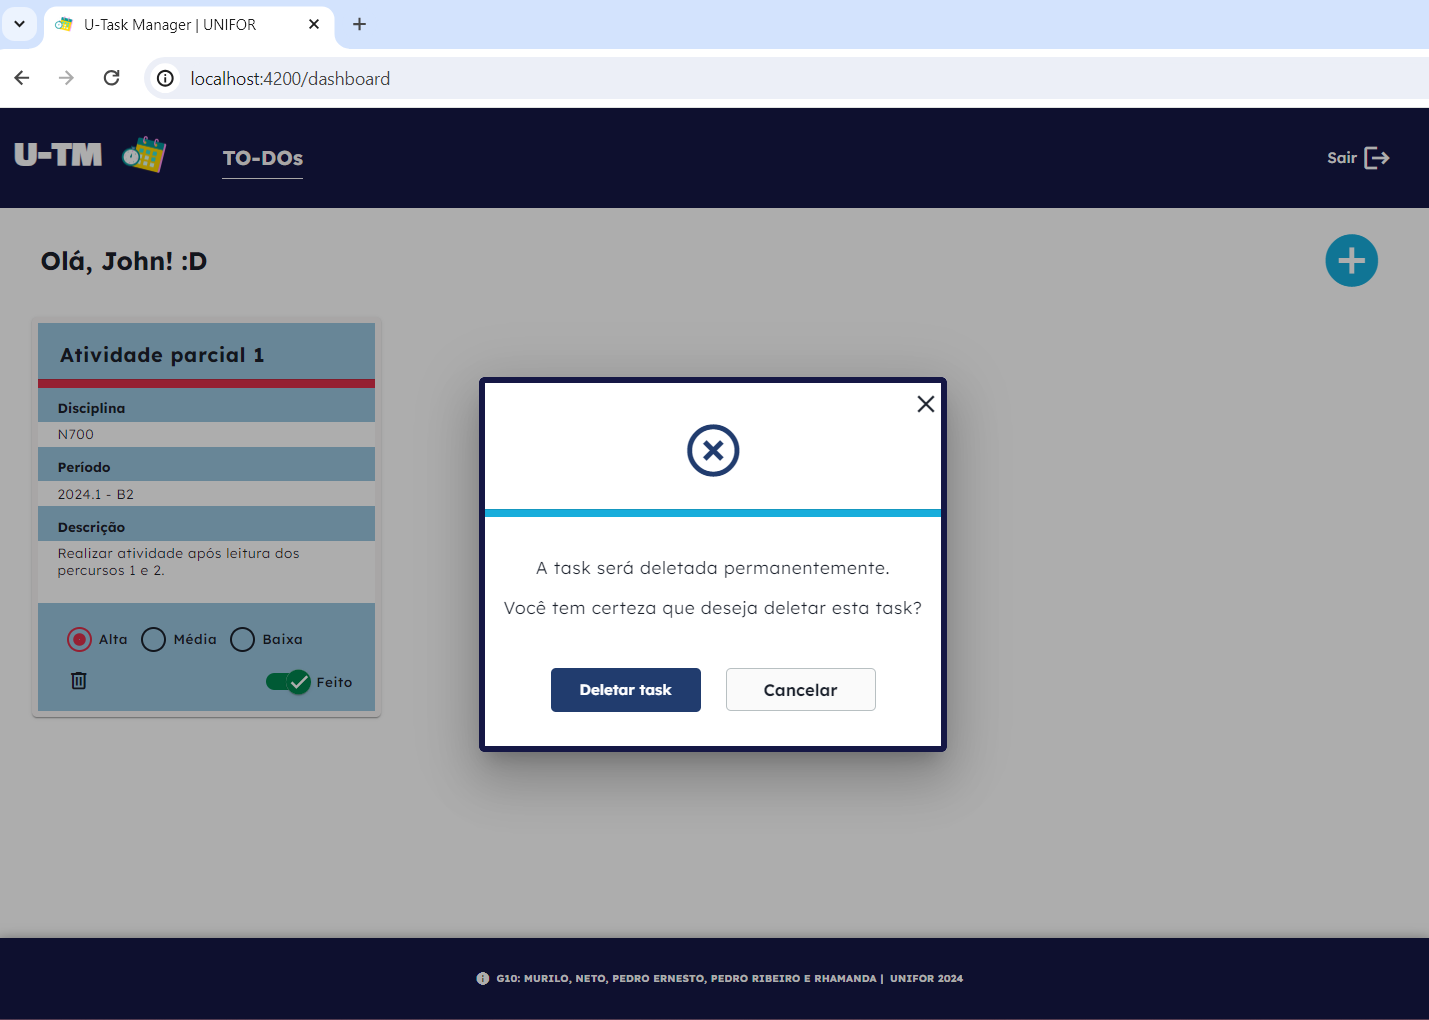 U-Task Manager | UNIFOR
localhost:4200/dashboard
U-TM
TO-DOs
Sair
Olá, John! :D
Atividade parcial 1
Disciplina
N700
Período
2024.1 - B2
Descrição
Realizar atividade após leitura dos
percursos 1 e 2.
Alta Média Baixa
Feito
A task será deletada permanentemente.
Você tem certeza que deseja deletar esta task?
Deletar task Cancelar
G10: MURILO, NETO, PEDRO ERNESTO, PEDRO RIBEIRO E RHAMANDA | UNIFOR 2024